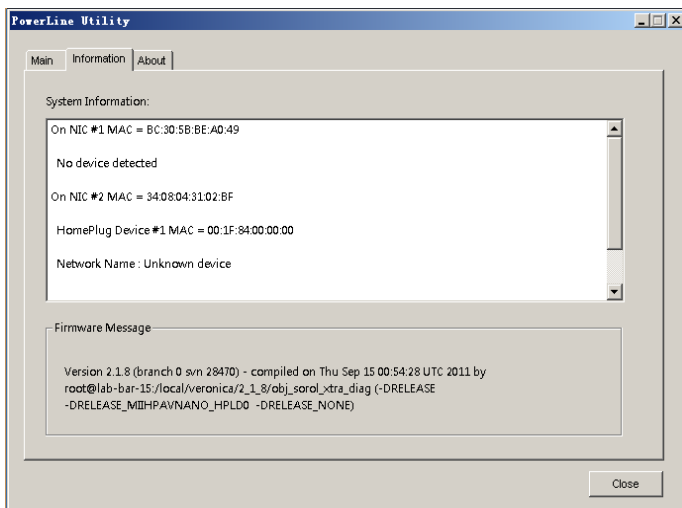 PowerLine Utility
Main Information About
System Information:
On NIC #1 MAC = BC:30:5B:BE:A0:49
No device detected
On NIC #2 MAC = 34:08:04:31:02:BF
HomePlug Device #1 MAC = 00:1F:84:00:00:00
Network Name : Unknown device
Firmware Message
Version 2.1.8 (branch 0 svn 28470) - compiled on Thu Sep 15 00:54:28 UTC 2011 by
root@lab-bar-15:/local/veronica/2_1_8/obj_sorol_xtra_diag (-DRELEASE
-DRELEASE_MIIHPAVNANO_HPLD0 -DRELEASE_NONE)
Close